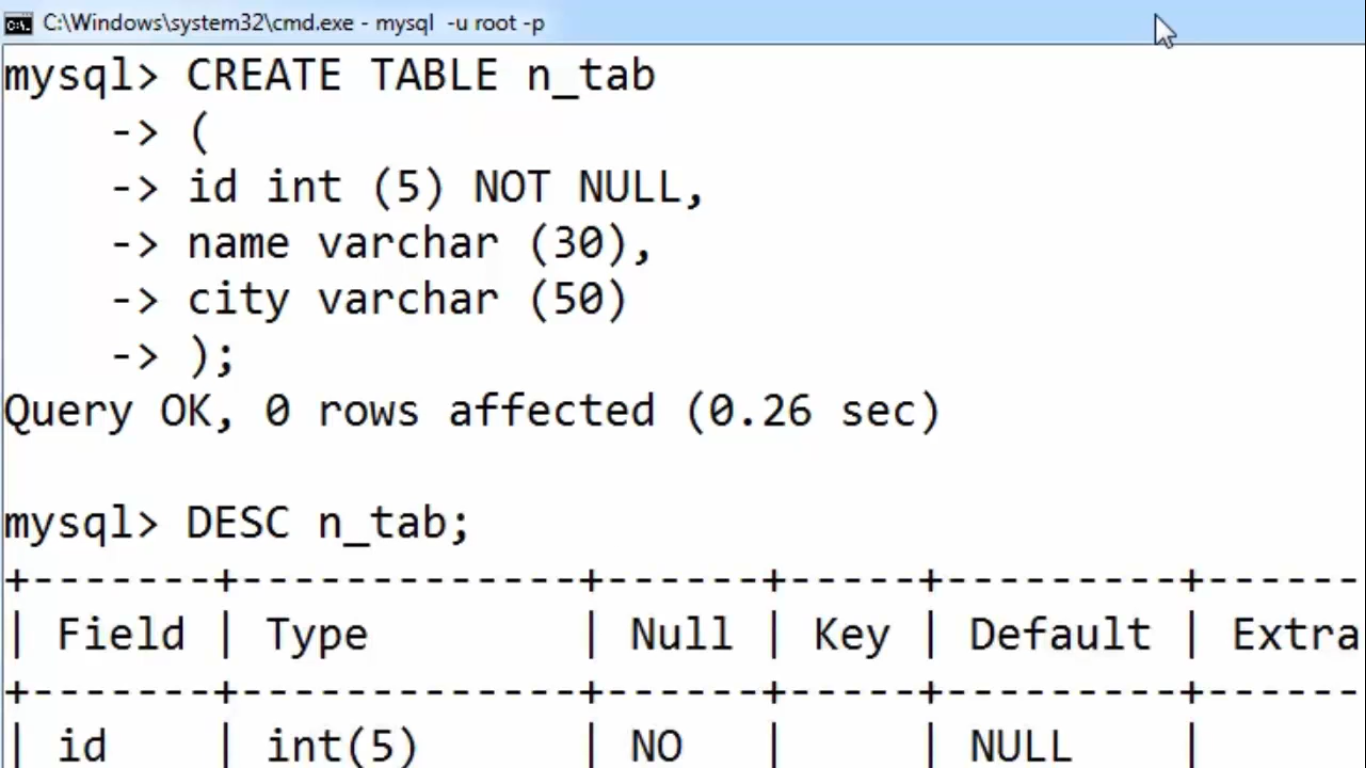 C:\Windows\system32\cmd.exe - mysql  -u root -p
mysql> CREATE TABLE n_tab
    -> (
    -> id int (5) NOT NULL,
    -> name varchar (30),
    -> city varchar (50)
    -> );
Query OK, 0 rows affected (0.26 sec)
mysql> DESC n_tab;
+-------+-------------+------+-----+---------+------
| Field | Type        | Null | Key | Default | Extra
+-------+-------------+------+-----+---------+------
| id    | int(5)      | NO   |     | NULL    |